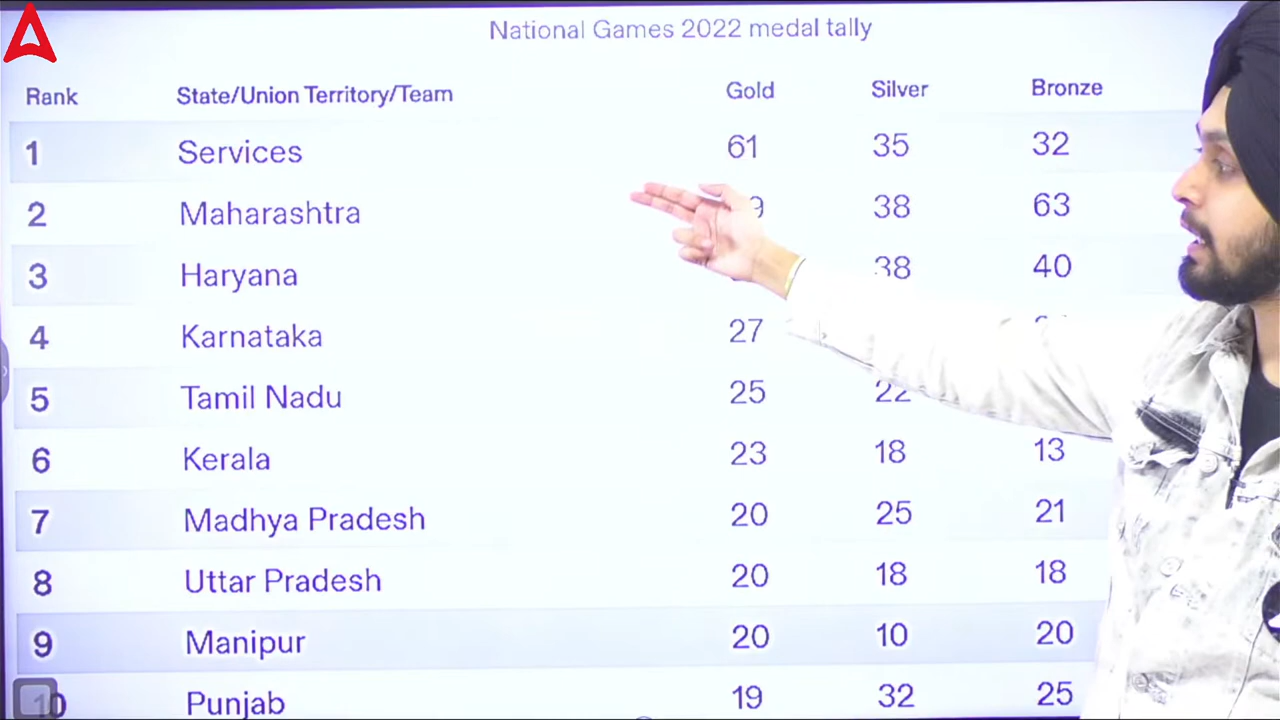 National Games 2022 medal tally
Rank State/Union Territory/Team Gold Silver Bronze
1 Services 61 35 32
2 Maharashtra 38 63
3 Haryana 38 40
4 Karnataka 27
5 Tamil Nadu 25 22
6 Kerala 23 18 13
7 Madhya Pradesh 20 25 21
8 Uttar Pradesh 20 18 18
9 Manipur 20 10 20
10 Punjab 19 32 25